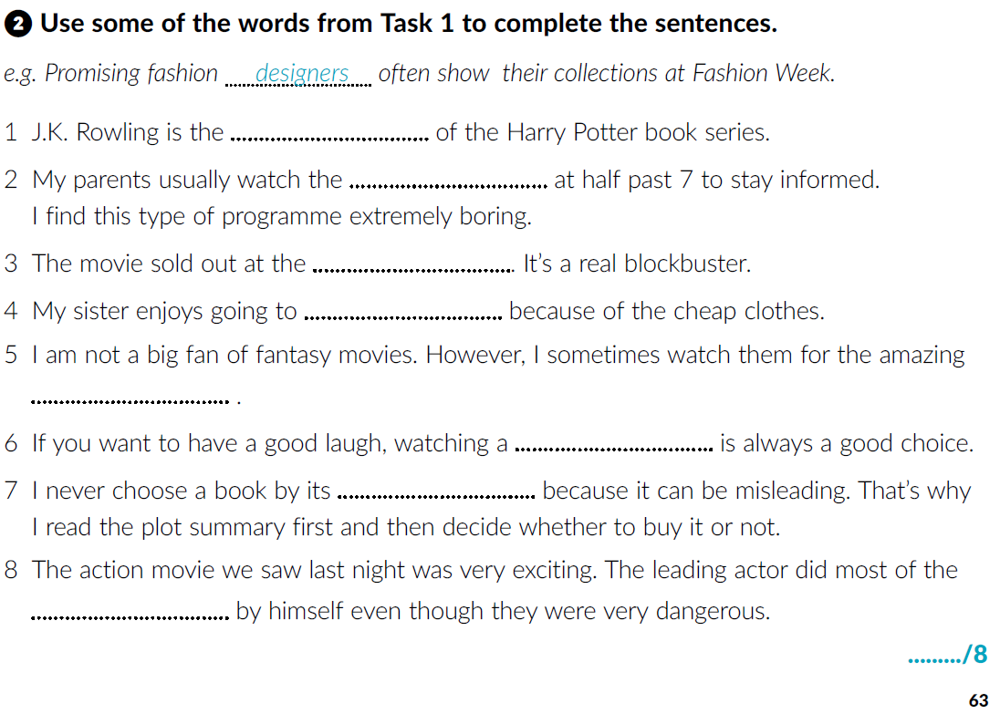 2 Use some of the words from Task 1 to complete the sentences.
e.g. Promising fashion designers often show their collections at Fashion Week.
1 J.K. Rowling is the .................................. of the Harry Potter book series.
2 My parents usually watch the .................................. at half past 7 to stay informed.
I find this type of programme extremely boring.
3 The movie sold out at the .................................. . It's a real blockbuster.
4 My sister enjoys going to .................................. because of the cheap clothes.
5 I am not a big fan of fantasy movies. However, I sometimes watch them for the amazing
.................................. .
6 If you want to have a good laugh, watching a .................................. is always a good choice.
7 I never choose a book by its .................................. because it can be misleading. That's why
I read the plot summary first and then decide whether to buy it or not.
8 The action movie we saw last night was very exciting. The leading actor did most of the
.................................. by himself even though they were very dangerous.
........./8
63